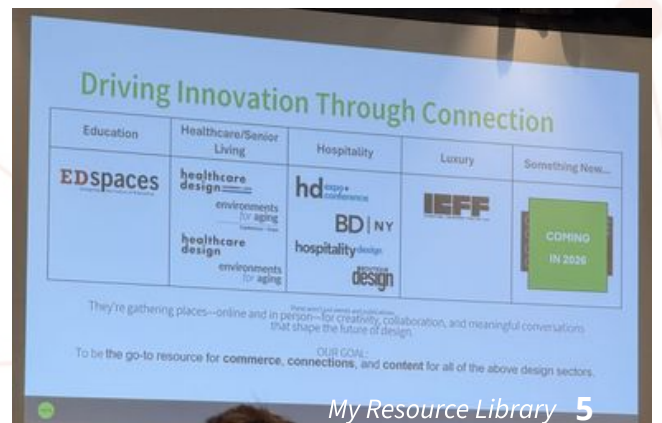 Driving Innovation Through Connection
Education
Healthcare/Senior
Living
Hospitality
Luxury
Something New...
EDspaces
healthcare
design
environments
for aging
healthcare
design
environments
for aging
hd expo+
conference
BD|NY
hospitalitydesign
design
IEFF
COMING
IN 2026
They're gathering places—online and in person—for creativity, collaboration, and meaningful conversations
that shape the future of design.
OUR GOAL:
To be the go-to resource for commerce, connections, and content for all of the above design sectors.
My Resource Library 5